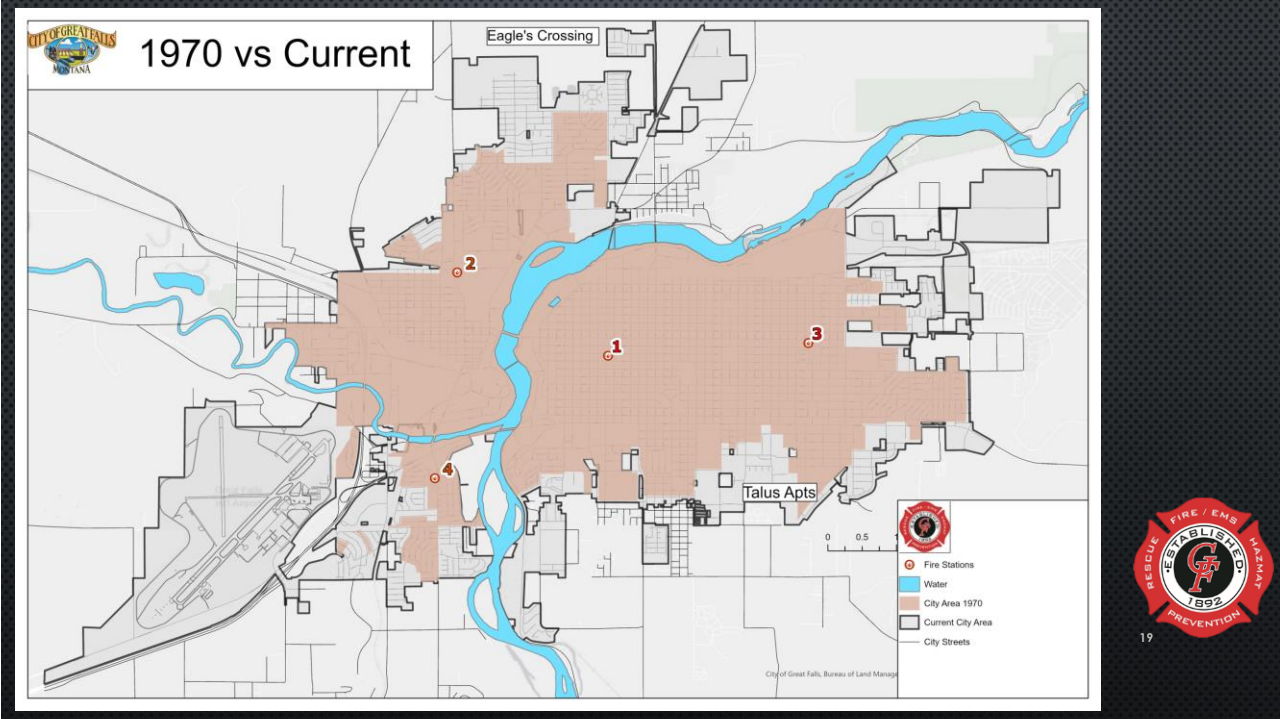 CITY OF GREAT FALLS
MONTANA
1970 vs Current
Eagle's Crossing
2
1
3
4
Talus Apts
0 0.5 1
Fire Stations
Water
City Area 1970
Current City Area
City Streets
City of Great Falls, Bureau of Land Manage
FIRE / EMS
RESCUE
HAZMAT
PREVENTION
ESTABLISHED
GFF
1892
19